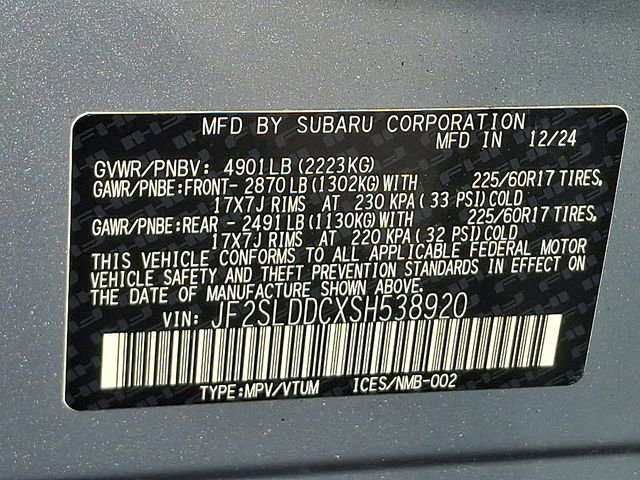 MFD BY SUBARU CORPORATION
MFD IN 12/24
GVWR/PNBV: 4901LB (2223KG)
GAWR/PNBE:FRONT- 2870 LB (1302KG) WITH 225/60R17 TIRES,
17X7J RIMS AT 230 KPA (33 PSI) COLD
GAWR/PNBE:REAR - 2491 LB (1130KG) WITH 225/60R17 TIRES,
17X7J RIMS AT 220 KPA (32 PSI) COLD
THIS VEHICLE CONFORMS TO ALL APPLICABLE FEDERAL MOTOR
VEHICLE SAFETY AND THEFT PREVENTION STANDARDS IN EFFECT ON
THE DATE OF MANUFACTURE SHOWN ABOVE.
VIN: JF2SLDDCXSH538920
TYPE:MPV/VTUM ICES/NMB-002